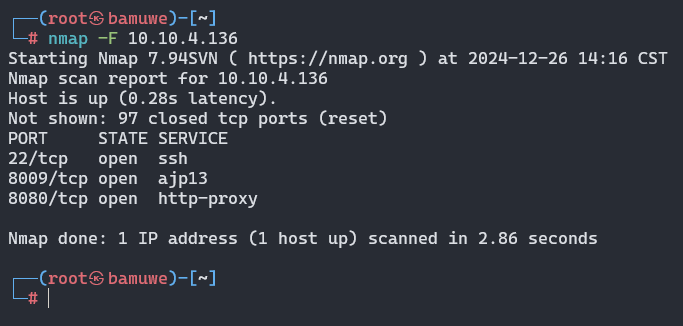 ┌──(root㉿bamuwe)-[~]
└─# nmap -F 10.10.4.136
Starting Nmap 7.94SVN ( https://nmap.org ) at 2024-12-26 14:16 CST
Nmap scan report for 10.10.4.136
Host is up (0.28s latency).
Not shown: 97 closed tcp ports (reset)
PORT     STATE SERVICE
22/tcp   open  ssh
8009/tcp open  ajp13
8080/tcp open  http-proxy
Nmap done: 1 IP address (1 host up) scanned in 2.86 seconds
┌──(root㉿bamuwe)-[~]
└─#